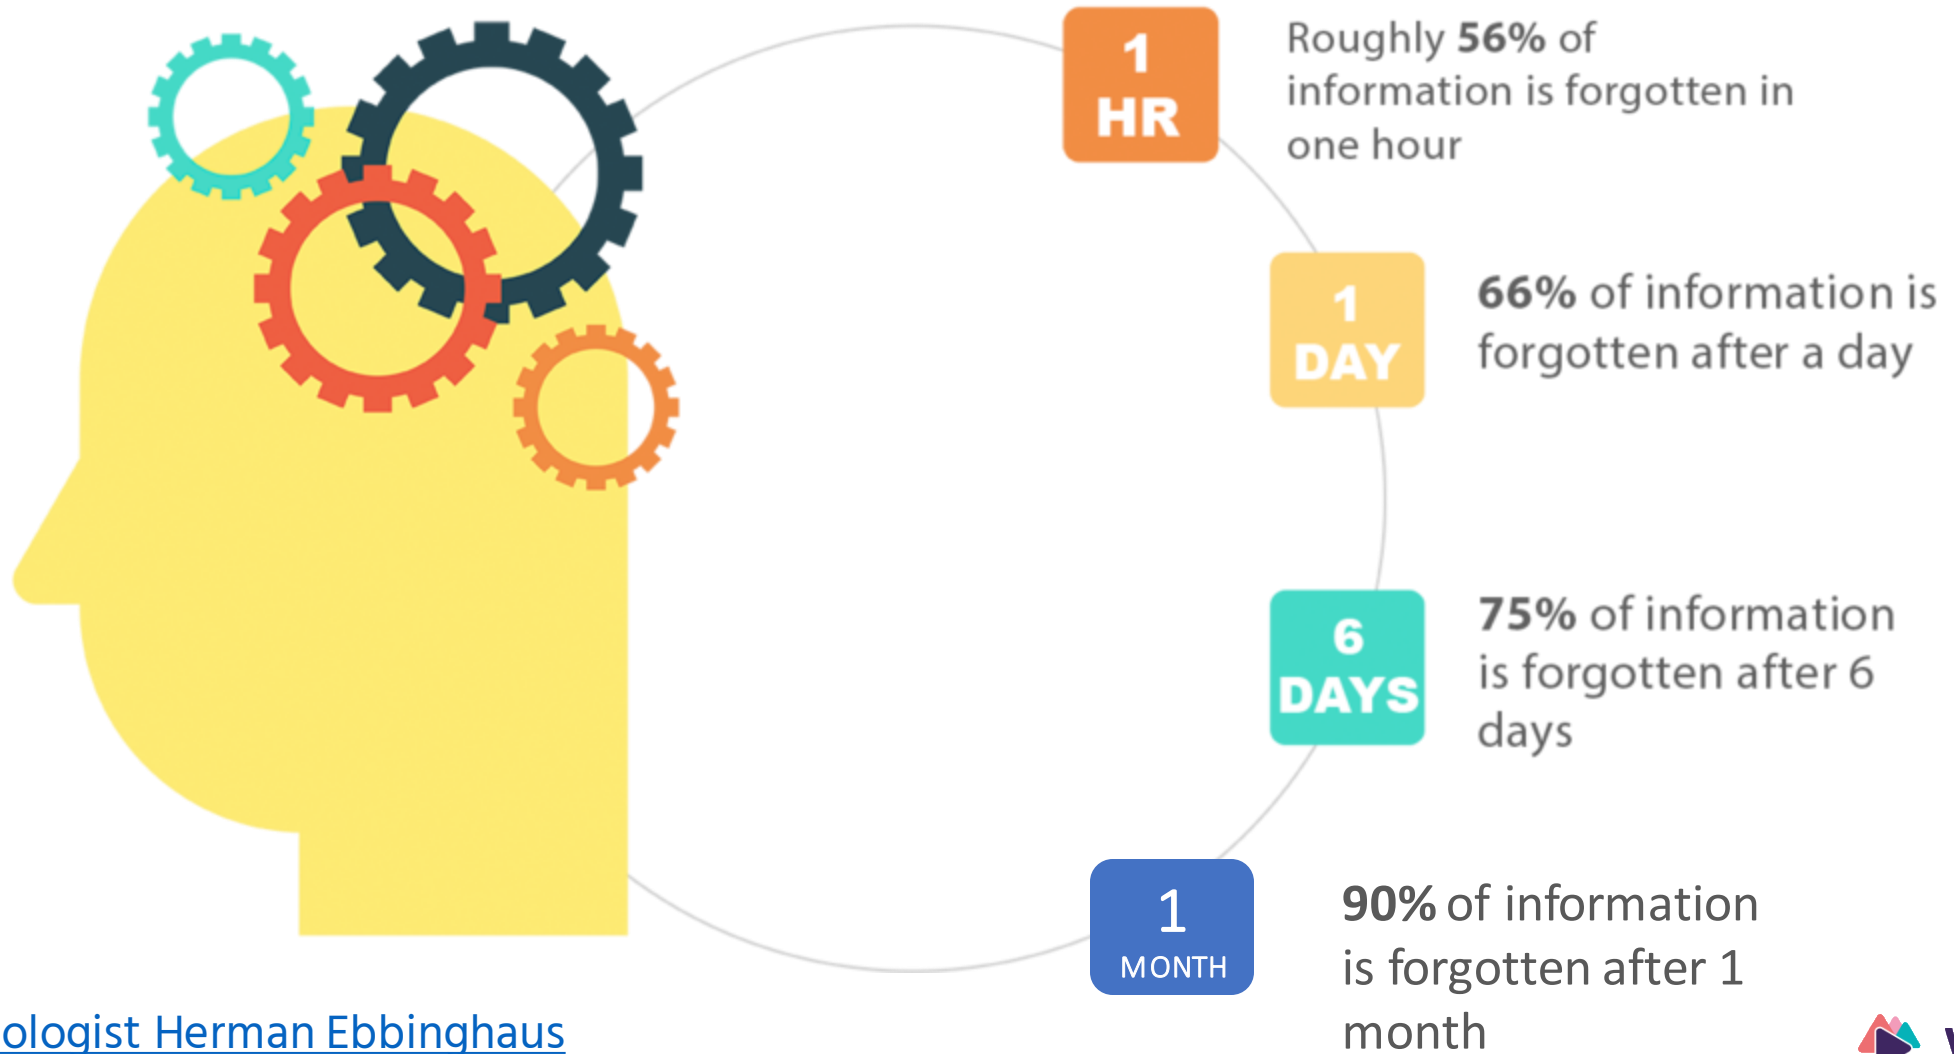 1
HR
Roughly 56% of
information is forgotten in
one hour
1
DAY
66% of information is
forgotten after a day
6
DAYS
75% of information
is forgotten after 6
days
1
MONTH
90% of information
is forgotten after 1
month
ologist Herman Ebbinghaus